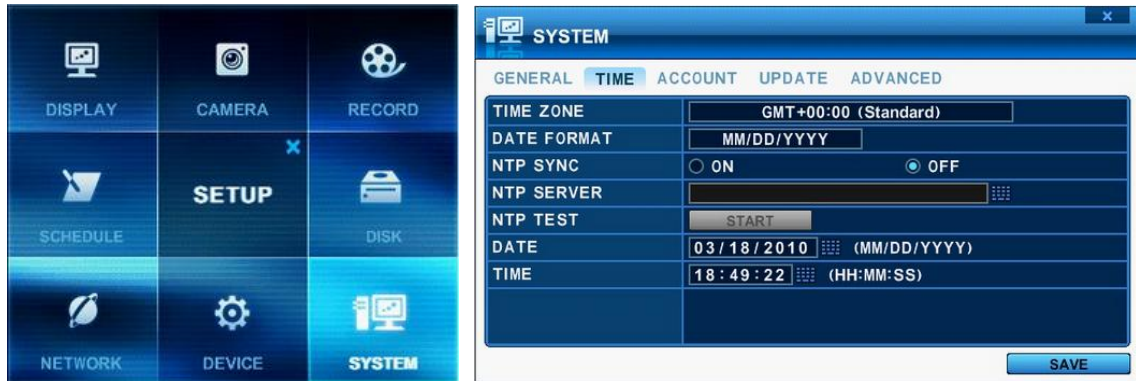 DISPLAY CAMERA RECORD
SCHEDULE SETUP DISK
NETWORK DEVICE SYSTEM
SYSTEM
GENERAL TIME ACCOUNT UPDATE ADVANCED
TIME ZONE GMT+00:00 (Standard)
DATE FORMAT MM/DD/YYYY
NTP SYNC ON OFF
NTP SERVER
NTP TEST START
DATE 03/18/2010 (MM/DD/YYYY)
TIME 18:49:22 (HH:MM:SS)
SAVE